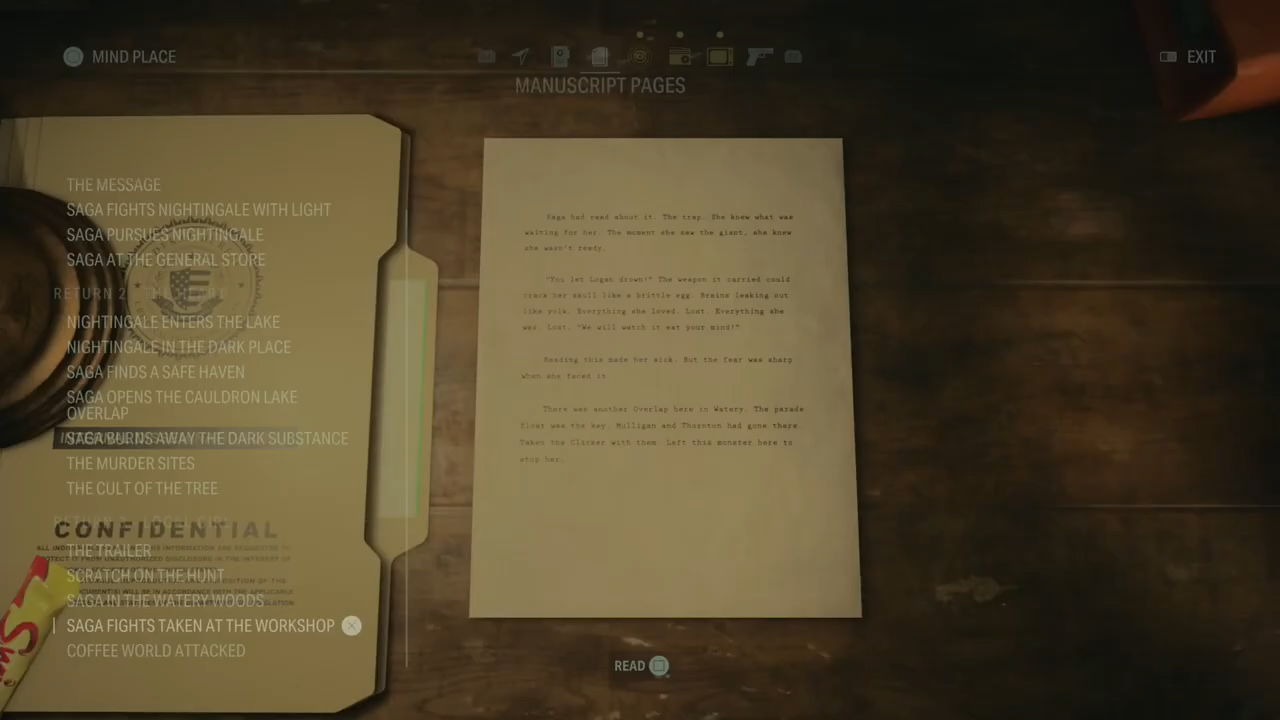 MIND PLACE
EXIT
MANUSCRIPT PAGES
THE MESSAGE
SAGA FIGHTS NIGHTINGALE WITH LIGHT
SAGA PURSUES NIGHTINGALE
SAGA AT THE GENERAL STORE
RETURN 2
NIGHTINGALE ENTERS THE LAKE
NIGHTINGALE IN THE DARK PLACE
SAGA FINDS A SAFE HAVEN
SAGA OPENS THE CAULDRON LAKE
OVERLAP
SAGA BURNS AWAY THE DARK SUBSTANCE
THE MURDER SITES
THE CULT OF THE TREE
CONFIDENTIAL
THE TRAILER
SCRATCH ON THE HUNT
SAGA IN THE WATERY WOODS
SAGA FIGHTS TAKEN AT THE WORKSHOP
COFFEE WORLD ATTACKED
Saga had read about it. The trap. She knew what was
waiting for her. The moment she saw the giant, she knew
she wasn't ready.
"You let Logan drown!" The weapon it carried could
crack her skull like a brittle egg. Brains leaking out
like yolk. Everything she loved. Lost. Everything she
was. Lost. "We will watch it eat your mind!"
Reading this made her sick. But the fear was sharp
when she faced it.
There was another Overlap here in Watery. The parade
float was the key. Mulligan and Thornton had gone there.
Taken the Clicker with them. Left this monster here to
stop her.
READ